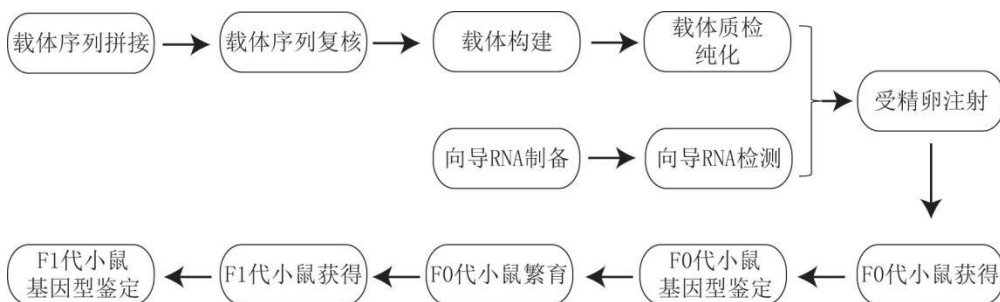 载体序列拼接
载体序列复核
载体构建
载体质检
纯化
受精卵注射
向导RNA制备
向导RNA检测
F0代小鼠获得
F0代小鼠
基因型鉴定
F0代小鼠繁育
F1代小鼠获得
F1代小鼠
基因型鉴定